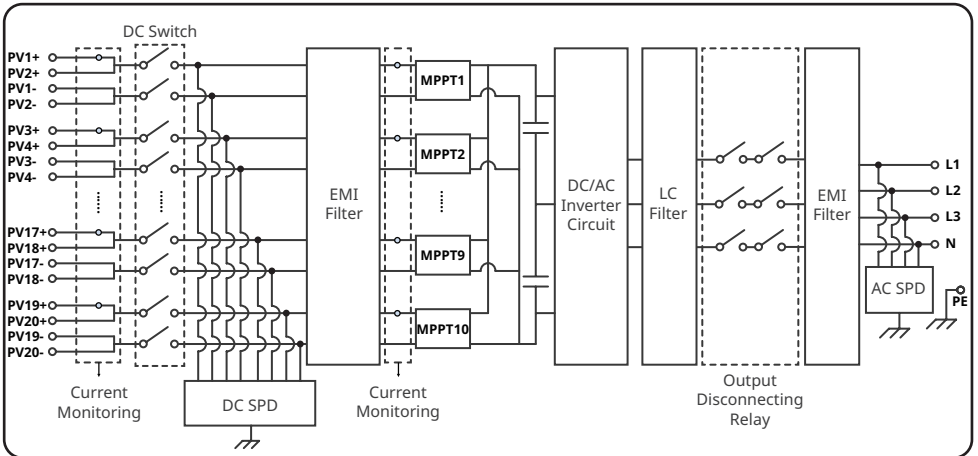 DC Switch
PV1+
PV2+
PV1-
PV2-
PV3+
PV4+
PV3-
PV4-
PV17+
PV18+
PV17-
PV18-
PV19+
PV20+
PV19-
PV20-
Current
Monitoring
DC SPD
EMI
Filter
MPPT1
MPPT2
MPPT9
MPPT10
Current
Monitoring
DC/AC
Inverter
Circuit
LC
Filter
Output
Disconnecting
Relay
EMI
Filter
L1
L2
L3
N
AC SPD
PE